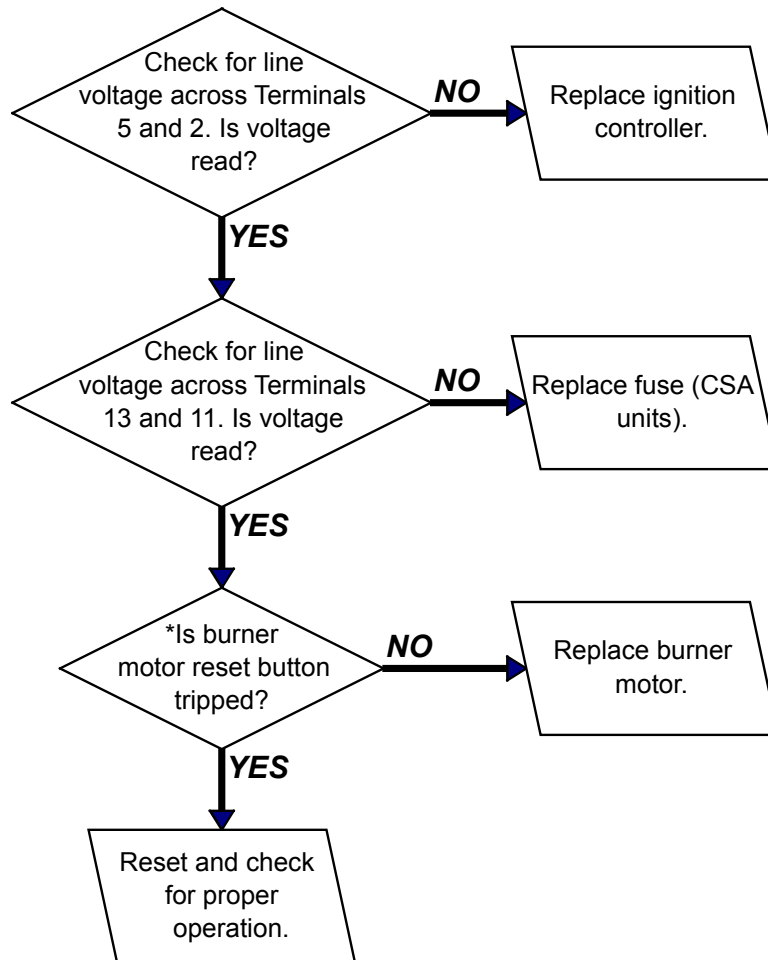 Check for line
voltage across Terminals
5 and 2. Is voltage
read?
NO
Replace ignition
controller.
YES
Check for line
voltage across Terminals
13 and 11. Is voltage
read?
NO
Replace fuse (CSA
units).
YES
*Is burner
motor reset button
tripped?
NO
Replace burner
motor.
YES
Reset and check
for proper
operation.